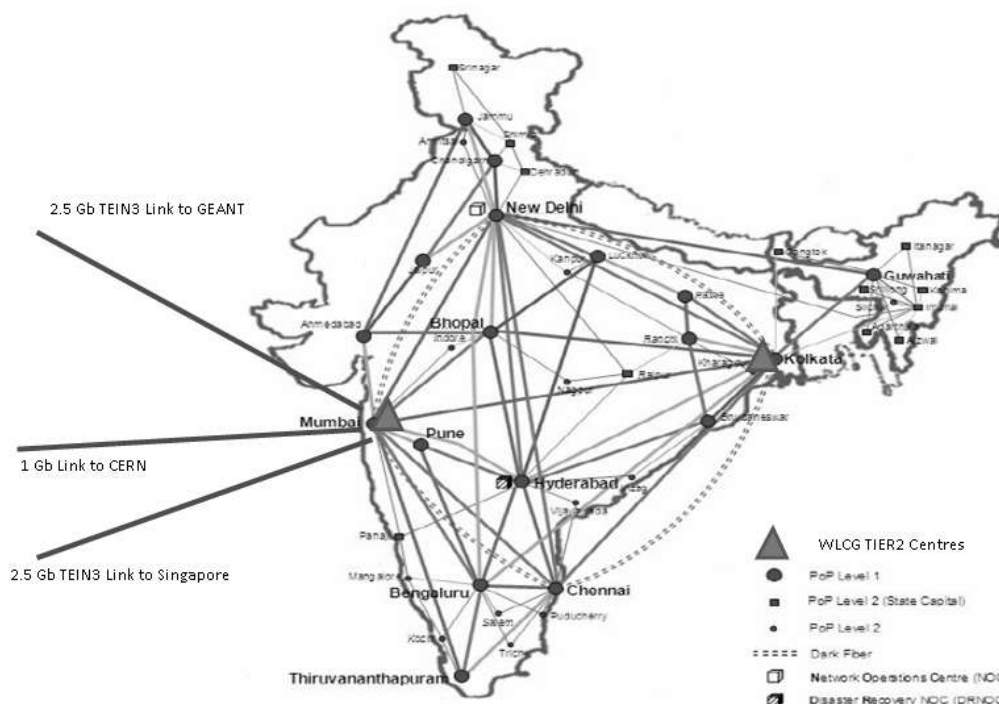 Srinagar
Jammu
Amritsar
Chandigarh
Dehradun
2.5 Gb TEIN3 Link to GEANT
New Delhi
Gangtok
Itanagar
Jaipur
Kanpur
Lucknow
Guwahati
Shillong
Kohima
Imphal
Patna
Ahmedabad
Bhopal
Indore
Ranchi
Agartala
Aizwal
Kolkata
Nagpur
Raipur
Mumbai
Pune
Bhubaneswar
1 Gb Link to CERN
Hyderabad
Vijayawada
Panaji
2.5 Gb TEIN3 Link to Singapore
Mangalore
Bengaluru
Chennai
Salem
Puducherry
Kochi
Trichy
Thiruvananthapuram
WLCG TIER2 Centres
PoP Level 1
PoP Level 2 (State Capital)
PoP Level 2
Dark Fiber
Network Operations Centre (NOC
Disaster Recovery NOC (DRNOC